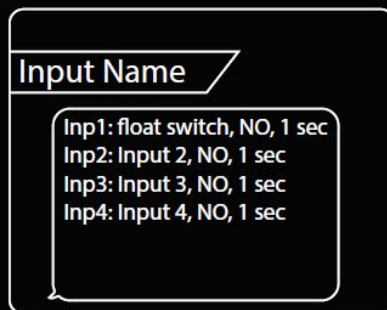 Input Name
Inp1: float switch, NO, 1 sec
Inp2: Input 2, NO, 1 sec
Inp3: Input 3, NO, 1 sec
Inp4: Input 4, NO, 1 sec